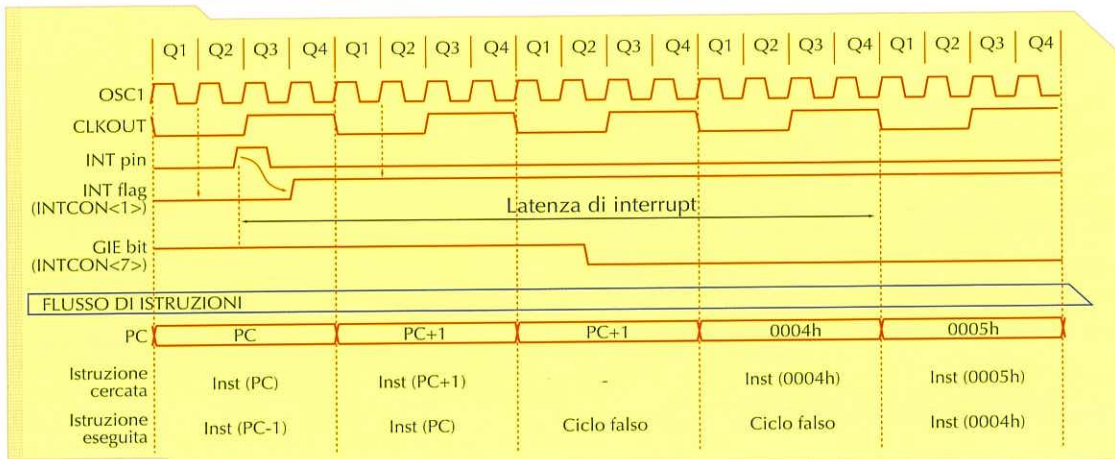 Q1 Q2 Q3 Q4 Q1 Q2 Q3 Q4 Q1 Q2 Q3 Q4 Q1 Q2 Q3 Q4 Q1 Q2 Q3 Q4
OSC1
CLKOUT
INT pin
INT flag
(INTCON<1>)
Latenza di interrupt
GIE bit
(INTCON<7>)
FLUSSO DI ISTRUZIONI
PC PC PC+1 PC+1 0004h 0005h
Istruzione
cercata
Inst (PC) Inst (PC+1) - Inst (0004h) Inst (0005h)
Istruzione
eseguita
Inst (PC-1) Inst (PC) Ciclo falso Ciclo falso Inst (0004h)